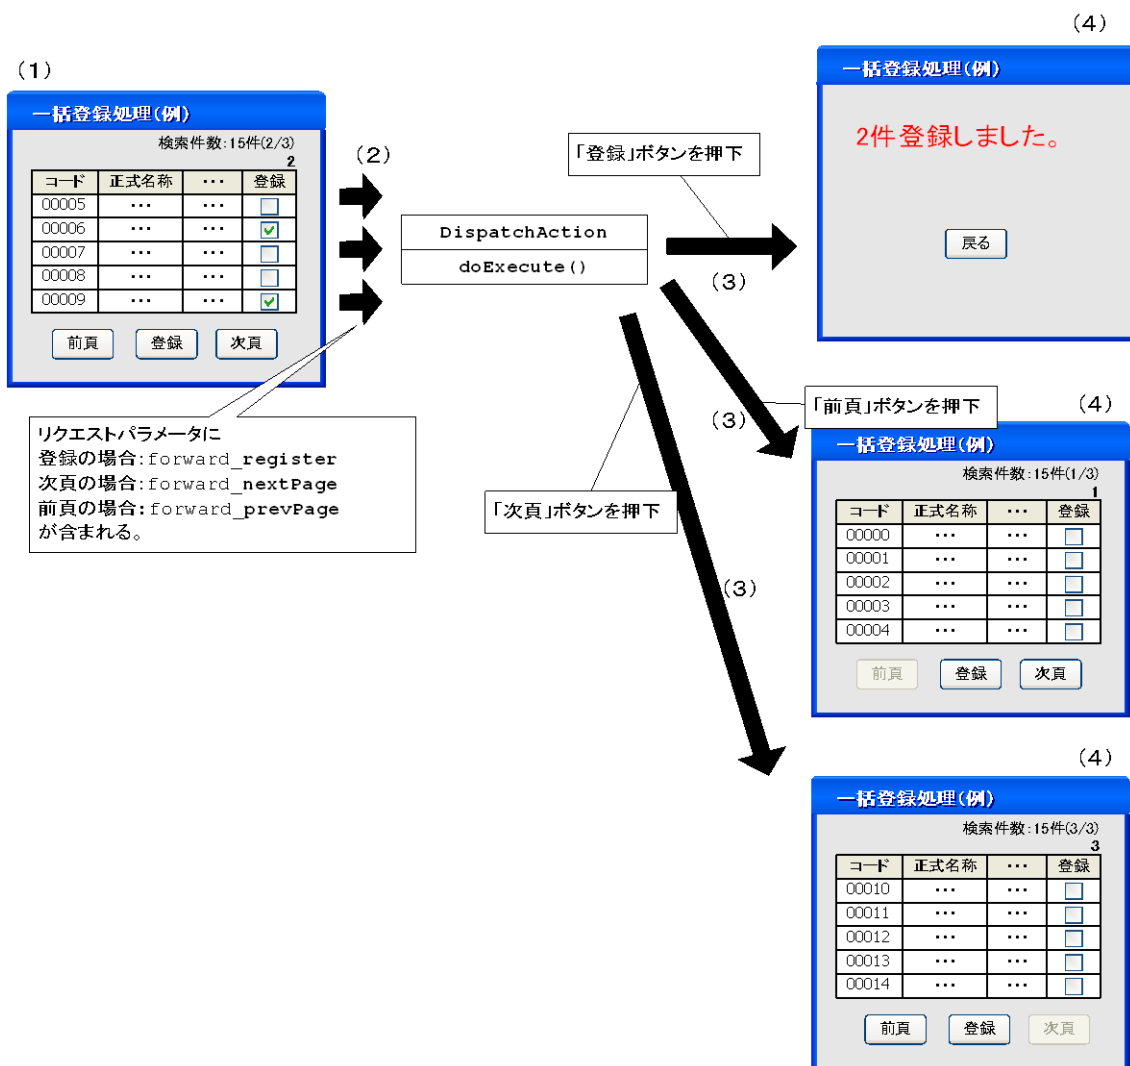 (1)
一括登録処理(例)
検索件数:15件(2/3)
2
コード 正式名称 ・・・ 登録
00005 ・・・ ・・・
00006 ・・・ ・・・
00007 ・・・ ・・・
00008 ・・・ ・・・
00009 ・・・ ・・・
前頁 登録 次頁
(2)
リクエストパラメータに
登録の場合:forward_register
次頁の場合:forward_nextPage
前頁の場合:forward_prevPage
が含まれる。
DispatchAction
doExecute()
「登録」ボタンを押下
(3)
「前頁」ボタンを押下
(3)
「次頁」ボタンを押下
(3)
(4)
一括登録処理(例)
2件登録しました。
戻る
(4)
一括登録処理(例)
検索件数:15件(1/3)
1
コード 正式名称 ・・・ 登録
00000 ・・・ ・・・
00001 ・・・ ・・・
00002 ・・・ ・・・
00003 ・・・ ・・・
00004 ・・・ ・・・
前頁 登録 次頁
(4)
一括登録処理(例)
検索件数:15件(3/3)
3
コード 正式名称 ・・・ 登録
00010 ・・・ ・・・
00011 ・・・ ・・・
00012 ・・・ ・・・
00013 ・・・ ・・・
00014 ・・・ ・・・
前頁 登録 次頁